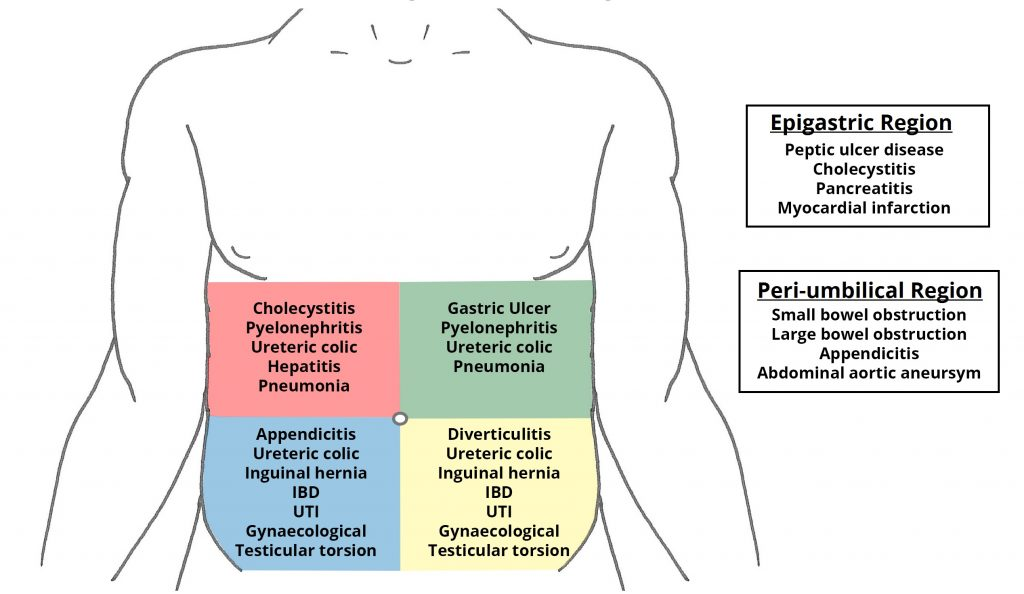 Cholecystitis
Pyelonephritis
Ureteric colic
Hepatitis
Pneumonia
Gastric Ulcer
Pyelonephritis
Ureteric colic
Pneumonia
Appendicitis
Ureteric colic
Inguinal hernia
IBD
UTI
Gynaecological
Testicular torsion
Diverticulitis
Ureteric colic
Inguinal hernia
IBD
UTI
Gynaecological
Testicular torsion
Epigastric Region
Peptic ulcer disease
Cholecystitis
Pancreatitis
Myocardial infarction
Peri-umbilical Region
Small bowel obstruction
Large bowel obstruction
Appendicitis
Abdominal aortic aneursym